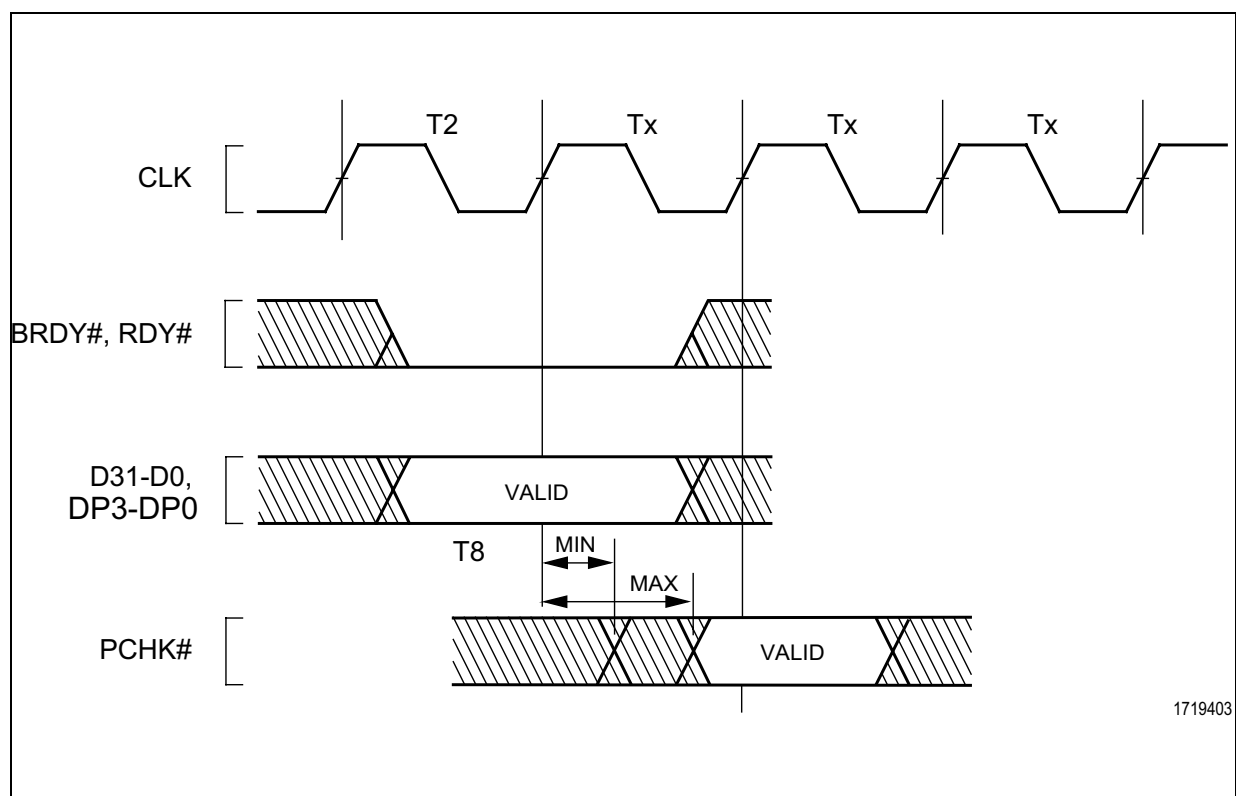 T2
Tx
Tx
Tx
CLK
BRDY#, RDY#
D31-D0,
DP3-DP0
VALID
T8
MIN
MAX
PCHK#
VALID
1719403